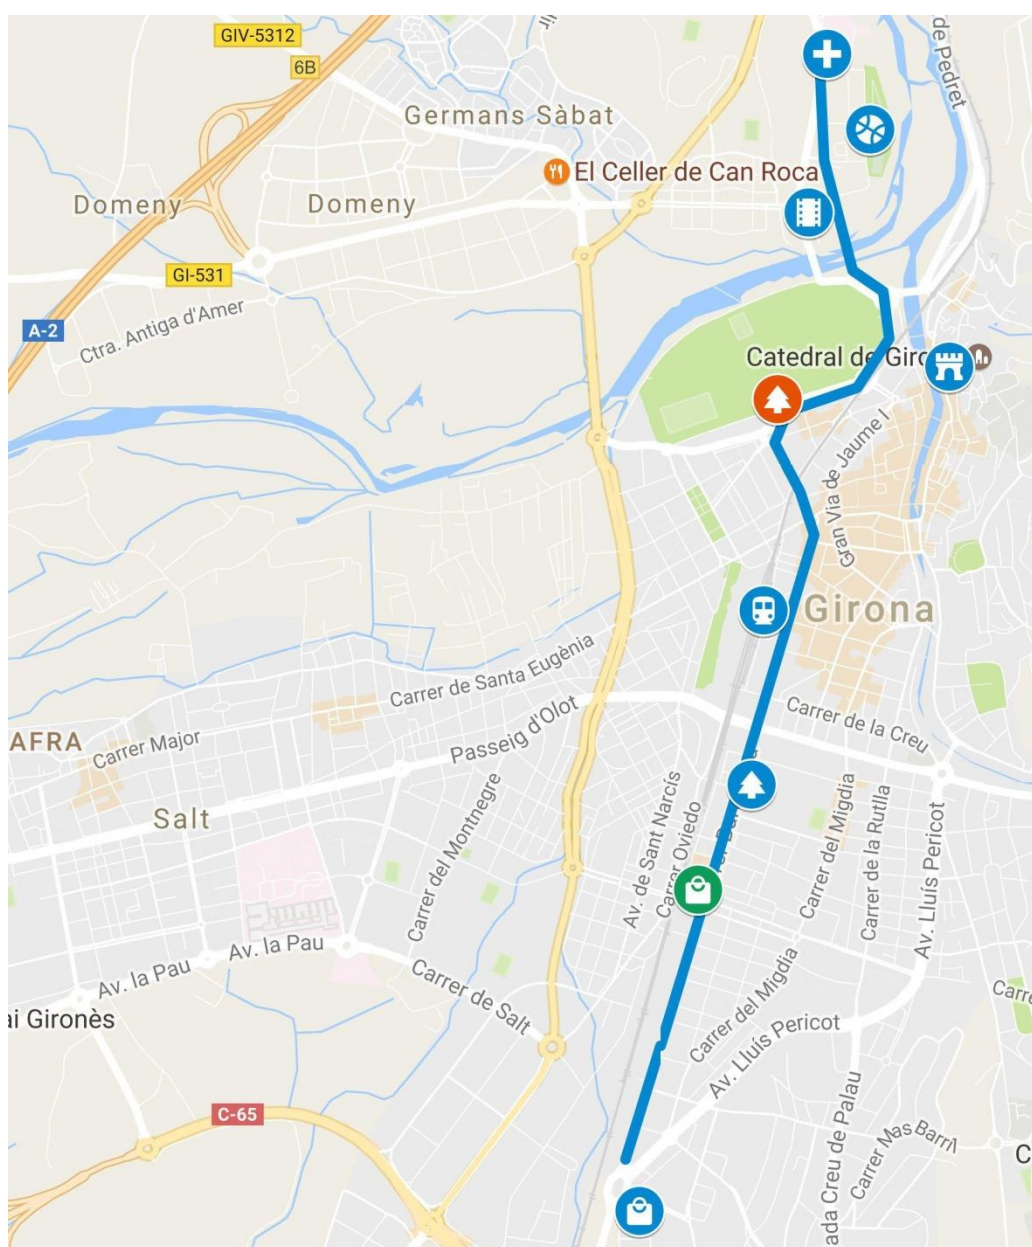 GIV-5312
6B
de Pedret
Germans Sàbat
El Celler de Can Roca
Domeny
Domeny
GI-531
A-2
Ctra. Antiga d'Amer
Catedral de Giro
Gran Via de Jaume I
Girona
Carrer de Santa Eugènia
Carrer de la Creu
AFRA
Carrer Major
Passeig d'Olot
Salt
Carrer del Montnegre
Av. de Sant Narcís
Carrer Oviedo
Carrer del Migdia
Carrer de la Rutlla
Av. Lluís Pericot
Av. la Pau
Av. la Pau
Carrer de Salt
Carrer del Migdia
Carre
ai Gironès
Av. Lluís Pericot
C-65
ada Creu de Palau
Carrer Mas Barril
C